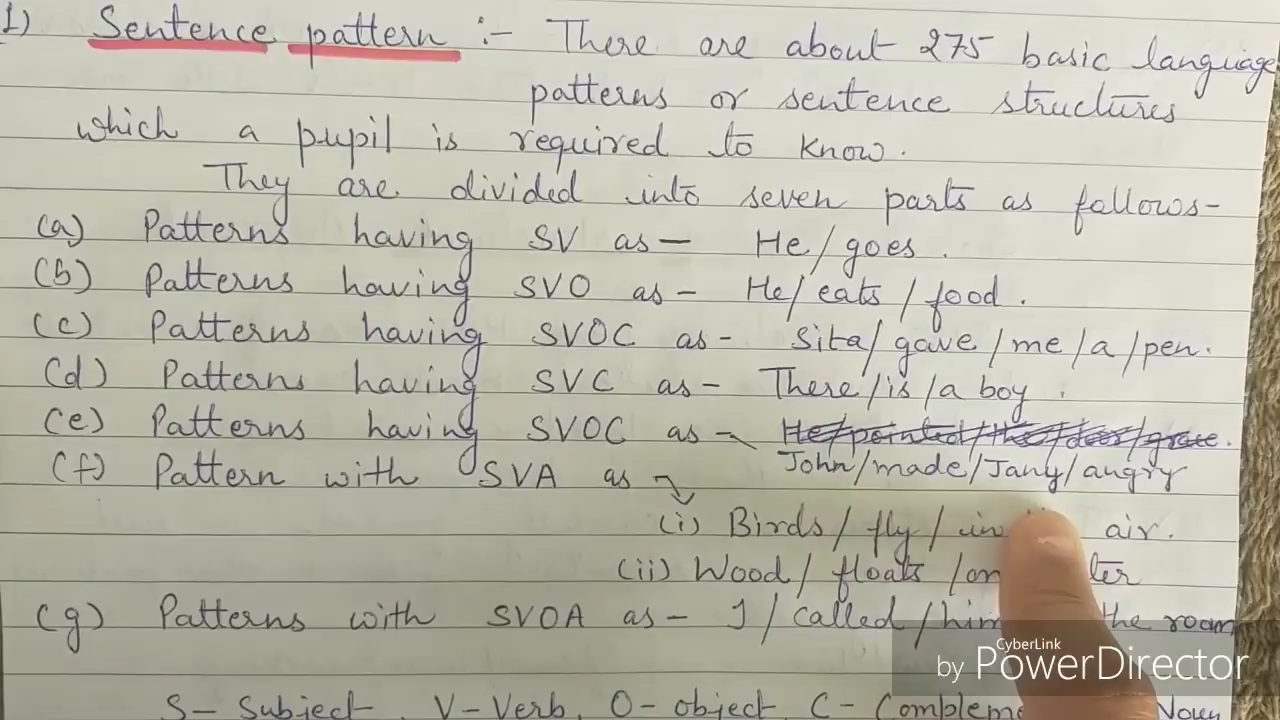 1) Sentence pattern :- There are about 275 basic language
patterns or sentence structures
which a pupil is required to know.
They are divided into seven parts as follows-
(a) Patterns having SV as- He/goes.
(b) Patterns having SVO as- He/eats/food.
(c) Patterns having SVOC as- Sita/gave/me/a/pen.
(d) Patterns having SVC as- There/is/a boy.
(e) Patterns having SVOC as-
John/made/Jany/angry
(f) Pattern with SVA as
(i) Birds/fly/in air.
(ii) Wood/floats/on
(g) Patterns with SVOA as- I/called/him the room
CyberLink
by PowerDirector
S- Subject, V-Verb, O- object, C-